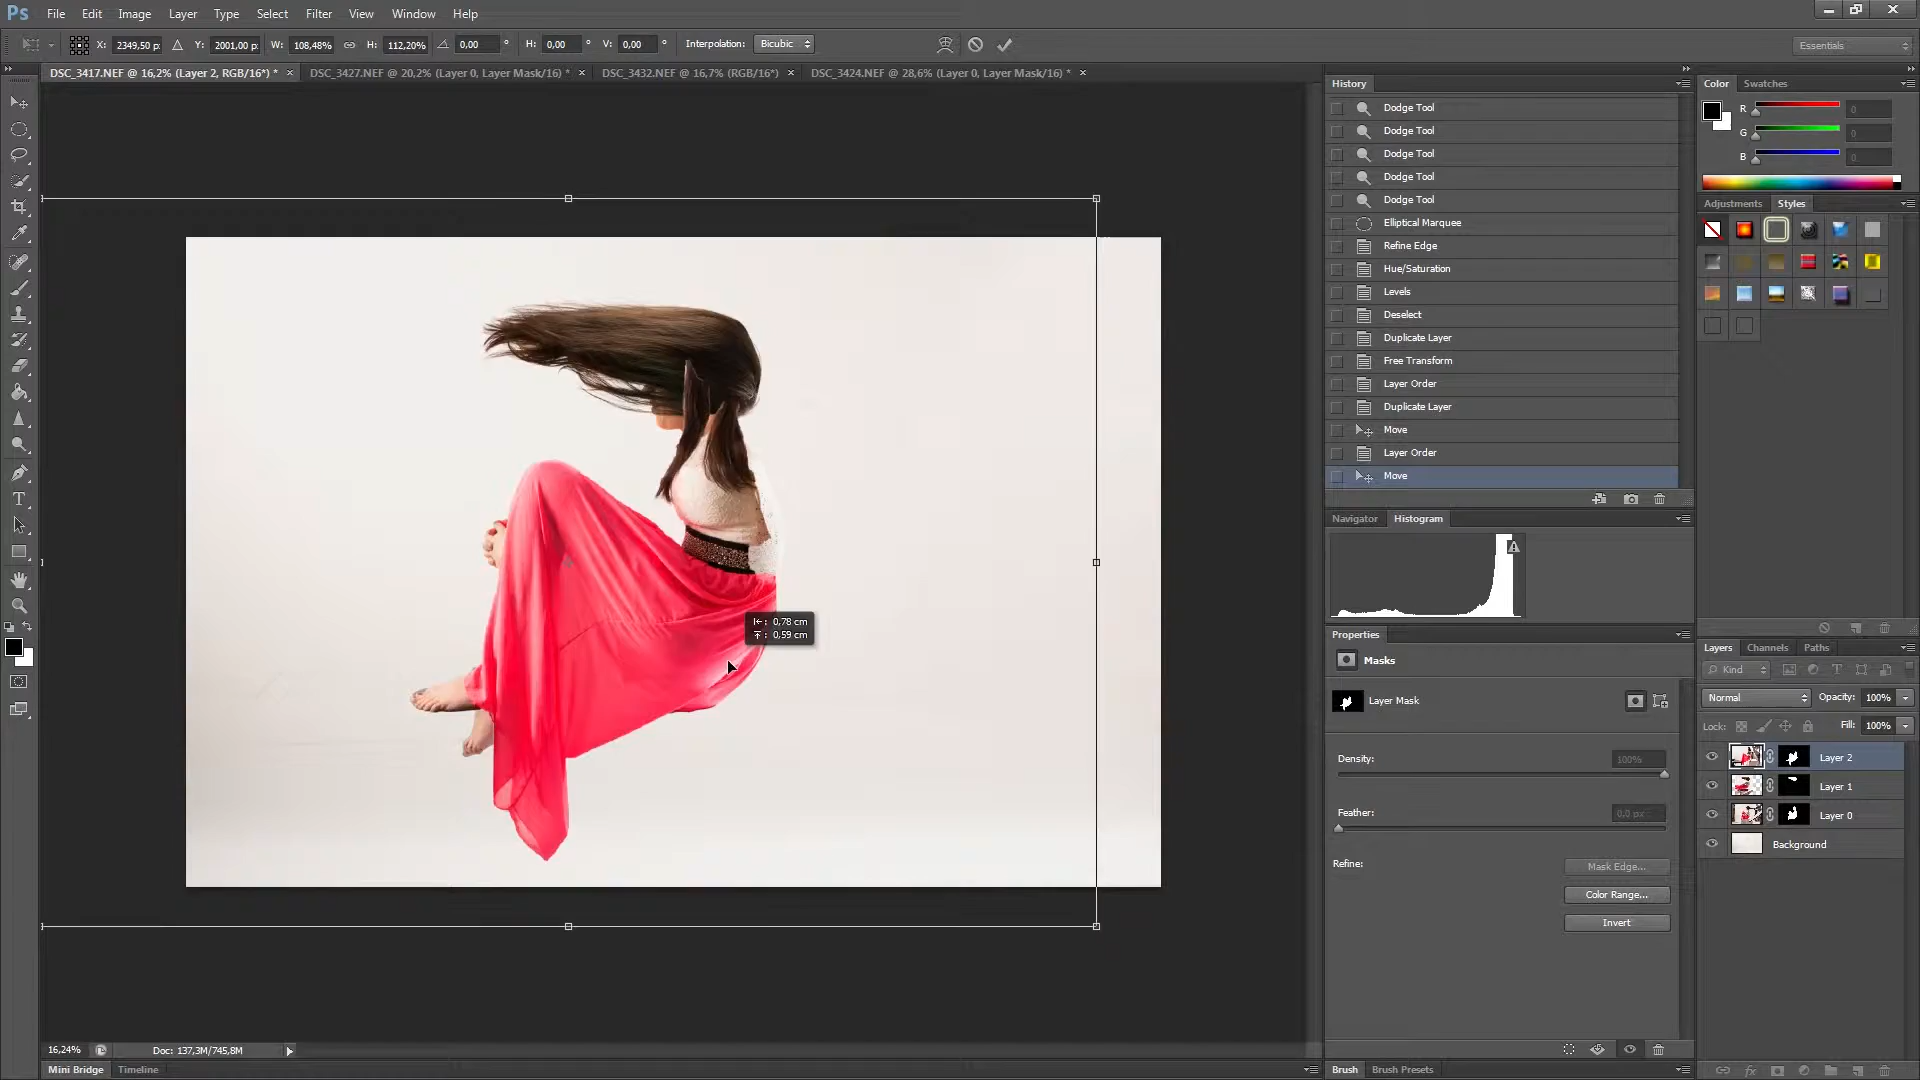 Ps File Edit Image Layer Type Select Filter View Window Help
X: 2349,50 p: Y: 2001,00 p: W: 108,48% H: 112,20% 0,00 ° H: 0,00 ° V: 0,00 ° Interpolation: Bicubic Essentials
DSC_3417.NEF @ 16,2% (Layer 2, RGB/16*) * × DSC_3427.NEF @ 20,2% (Layer 0, Layer Mask/16) * × DSC_3432.NEF @ 16,7% (RGB/16*) × DSC_3424.NEF @ 28,6% (Layer 0, Layer Mask/16) * ×
History
Dodge Tool
Dodge Tool
Dodge Tool
Dodge Tool
Dodge Tool
Elliptical Marquee
Refine Edge
Hue/Saturation
Levels
Deselect
Duplicate Layer
Free Transform
Layer Order
Duplicate Layer
Move
Layer Order
Move
Navigator Histogram
Properties
Masks
Layer Mask
Density: 100%
Feather: 0,0 px
Refine: Mask Edge...
Color Range...
Invert
Color Swatches
R 0
G 0
B 0
Adjustments Styles
Layers Channels Paths
Kind
Normal Opacity: 100%
Lock: Fill: 100%
Layer 2
Layer 1
Layer 0
Background
0,78 cm
0,59 cm
16,24% Doc: 137,3M/745,8M
Mini Bridge Timeline
Brush Brush Presets